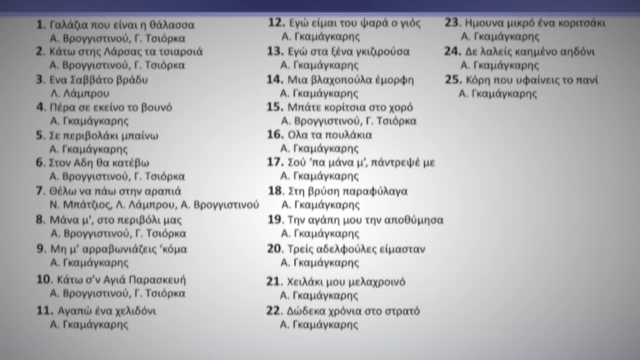 1. Γαλάζια που είναι η θάλασσα
Α. Βρογγιστινού, Γ. Τσιόρκα
2. Κάτω στης Λάρσας τα τσιαρσιά
Α. Βρογγιστινού, Γ. Τσιόρκα
3. Ενα Σαββάτο βράδυ
Λ. Λάμπρου
4. Πέρα σε εκείνο το βουνό
Α. Γκαμάγκαρης
5. Σε περιβολάκι μπαίνω
Α. Γκαμάγκαρης
6. Στον Αδη θα κατέβω
Α. Βρογγιστινού, Γ. Τσιόρκα
7. Θέλω να πάω στην αραπιά
Ν. Μπάτζιος, Λ. Λάμπρου, Α. Βρογγιστινού
8. Μάνα μ', στο περιβόλι μας
Α. Βρογγιστινού, Γ. Τσιόρκα
9. Μη μ' αρραβωνιάζεις 'κόμα
Α. Γκαμάγκαρης
10. Κάτω σ'ν Αγιά Παρασκευή
Α. Βρογγιστινού, Γ. Τσιόρκα
11. Αγαπώ ένα χελιδόνι
Α. Γκαμάγκαρης
12. Εγώ είμαι του ψαρά ο γιός
Α. Γκαμάγκαρης
13. Εγώ στα ξένα γκιζιρούσα
Α. Γκαμάγκαρης
14. Μια βλαχοπούλα έμορφη
Α. Γκαμάγκαρης
15. Μπάτε κορίτσια στο χορό
Α. Βρογγιστινού, Γ. Τσιόρκα
16. Ολα τα πουλάκια
Α. Γκαμάγκαρης
17. Σού 'πα μάνα μ', πάντρεψέ με
Α. Γκαμάγκαρης
18. Στη βρύση παραφύλαγα
Α. Γκαμάγκαρης
19. Την αγάπη μου την αποθύμησα
Α. Γκαμάγκαρης
20. Τρείς αδελφούλες είμασταν
Α. Γκαμάγκαρης
21. Χειλάκι μου μελαχροινό
Α. Γκαμάγκαρης
22. Δώδεκα χρόνια στο στρατό
Α. Γκαμάγκαρης
23. Ημουνα μικρό ένα κοριτσάκι
Α. Γκαμάγκαρης
24. Δε λαλείς καημένο αηδόνι
Α. Γκαμάγκαρης
25. Κόρη που υφαίνεις το πανί
Α. Γκαμάγκαρης